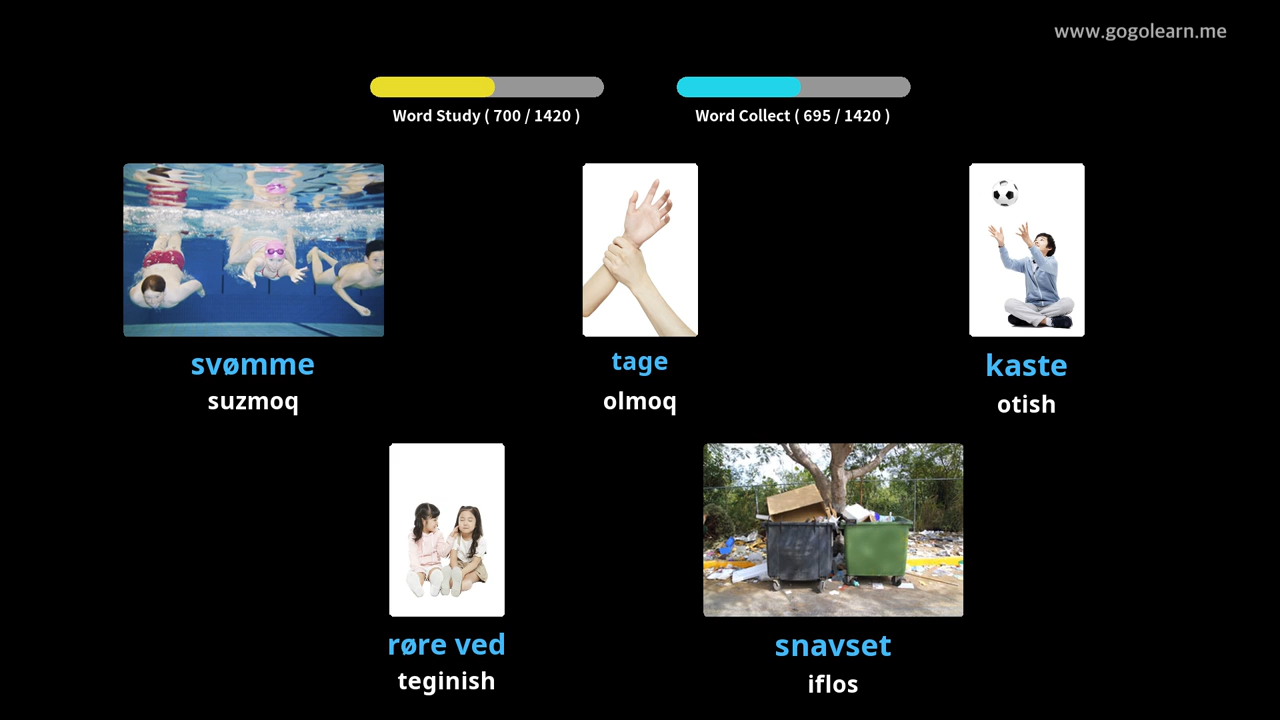 www.gogolearn.me
Word Study ( 700 / 1420 )
Word Collect ( 695 / 1420 )
svømme
suzmoq
tage
olmoq
kaste
otish
røre ved
teginish
snavset
iflos